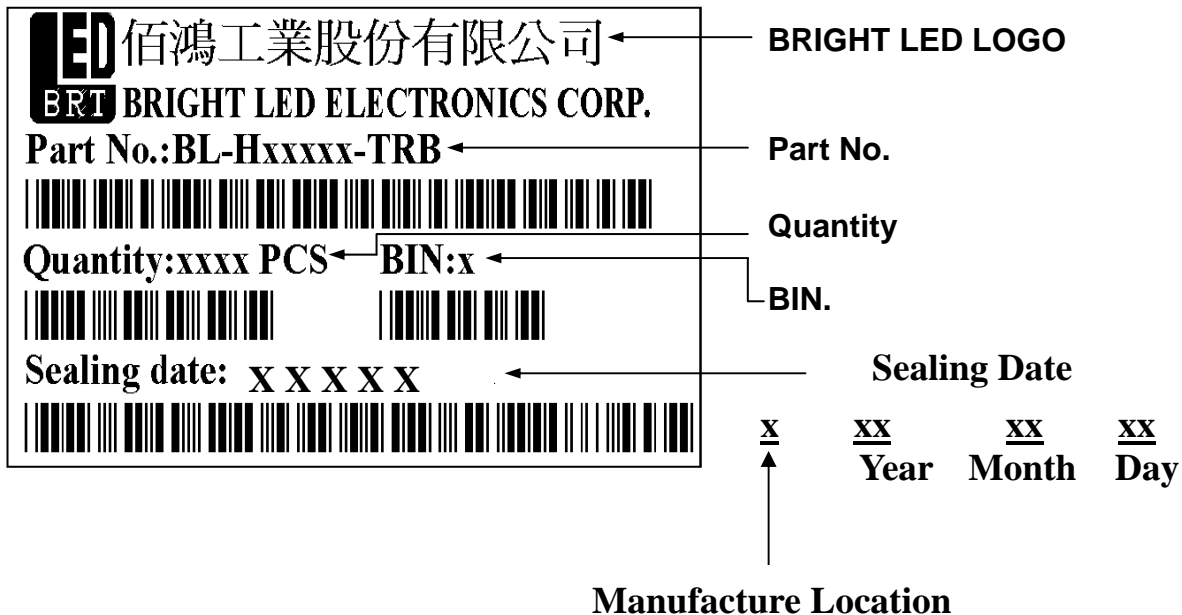 LED 佰鴻工業股份有限公司
BRT BRIGHT LED ELECTRONICS CORP.
Part No.:BL-Hxxxxx-TRB
Quantity:xxxx PCS BIN:x
Sealing date: X X X X X
BRIGHT LED LOGO
Part No.
Quantity
BIN.
Sealing Date
x xx xx xx
Year Month Day
Manufacture Location